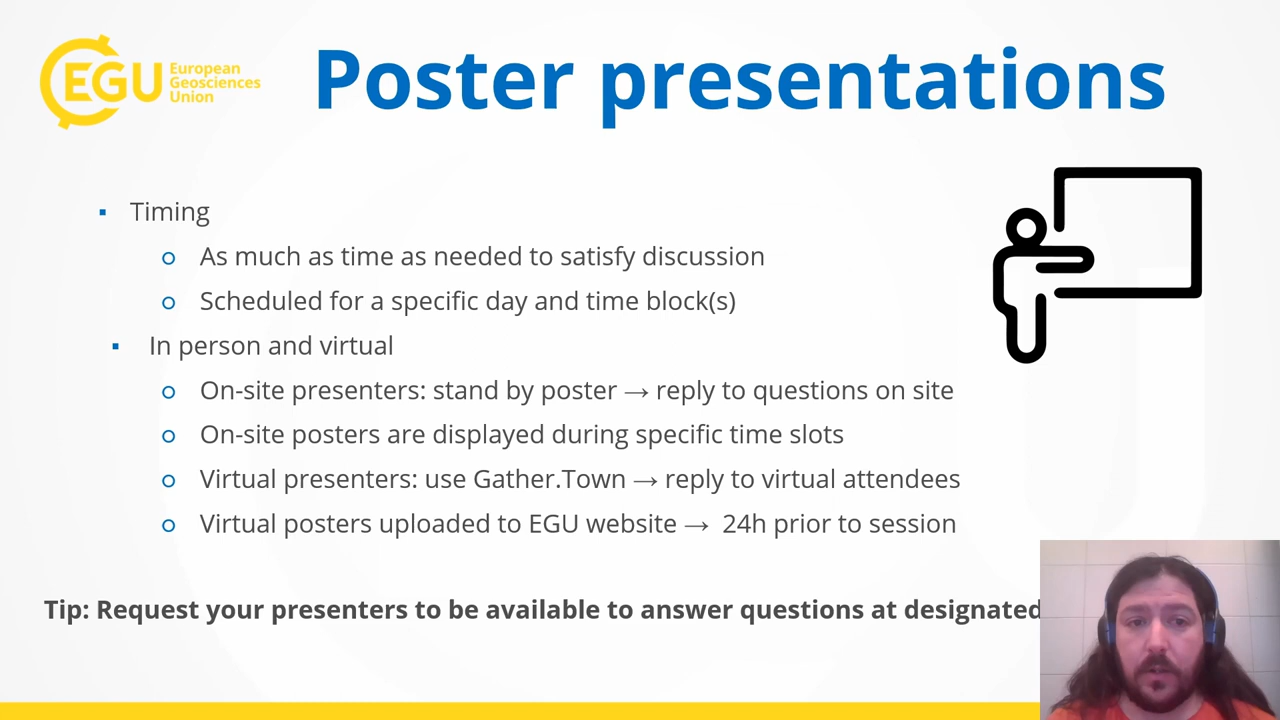 EGU
European
Geosciences
Union
Poster presentations
Timing
As much as time as needed to satisfy discussion
Scheduled for a specific day and time block(s)
In person and virtual
On-site presenters: stand by poster → reply to questions on site
On-site posters are displayed during specific time slots
Virtual presenters: use Gather.Town → reply to virtual attendees
Virtual posters uploaded to EGU website → 24h prior to session
Tip: Request your presenters to be available to answer questions at designated